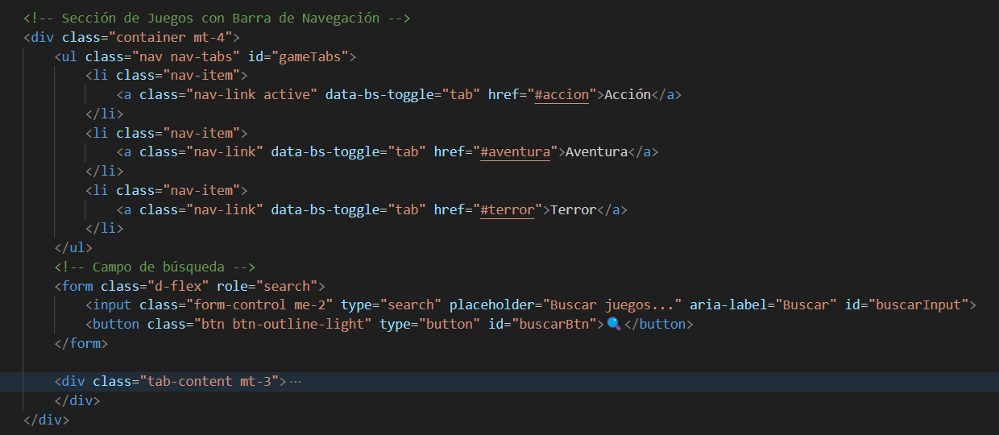 <!-- Sección de Juegos con Barra de Navegación -->
<div class="container mt-4">
    <ul class="nav nav-tabs" id="gameTabs">
        <li class="nav-item">
            <a class="nav-link active" data-bs-toggle="tab" href="#accion">Acción</a>
        </li>
        <li class="nav-item">
            <a class="nav-link" data-bs-toggle="tab" href="#aventura">Aventura</a>
        </li>
        <li class="nav-item">
            <a class="nav-link" data-bs-toggle="tab" href="#terror">Terror</a>
        </li>
    </ul>
    <!-- Campo de búsqueda -->
    <form class="d-flex" role="search">
        <input class="form-control me-2" type="search" placeholder="Buscar juegos..." aria-label="Buscar" id="buscarInput">
        <button class="btn btn-outline-light" type="button" id="buscarBtn">🔍</button>
    </form>

    <div class="tab-content mt-3">⋯
    </div>
</div>